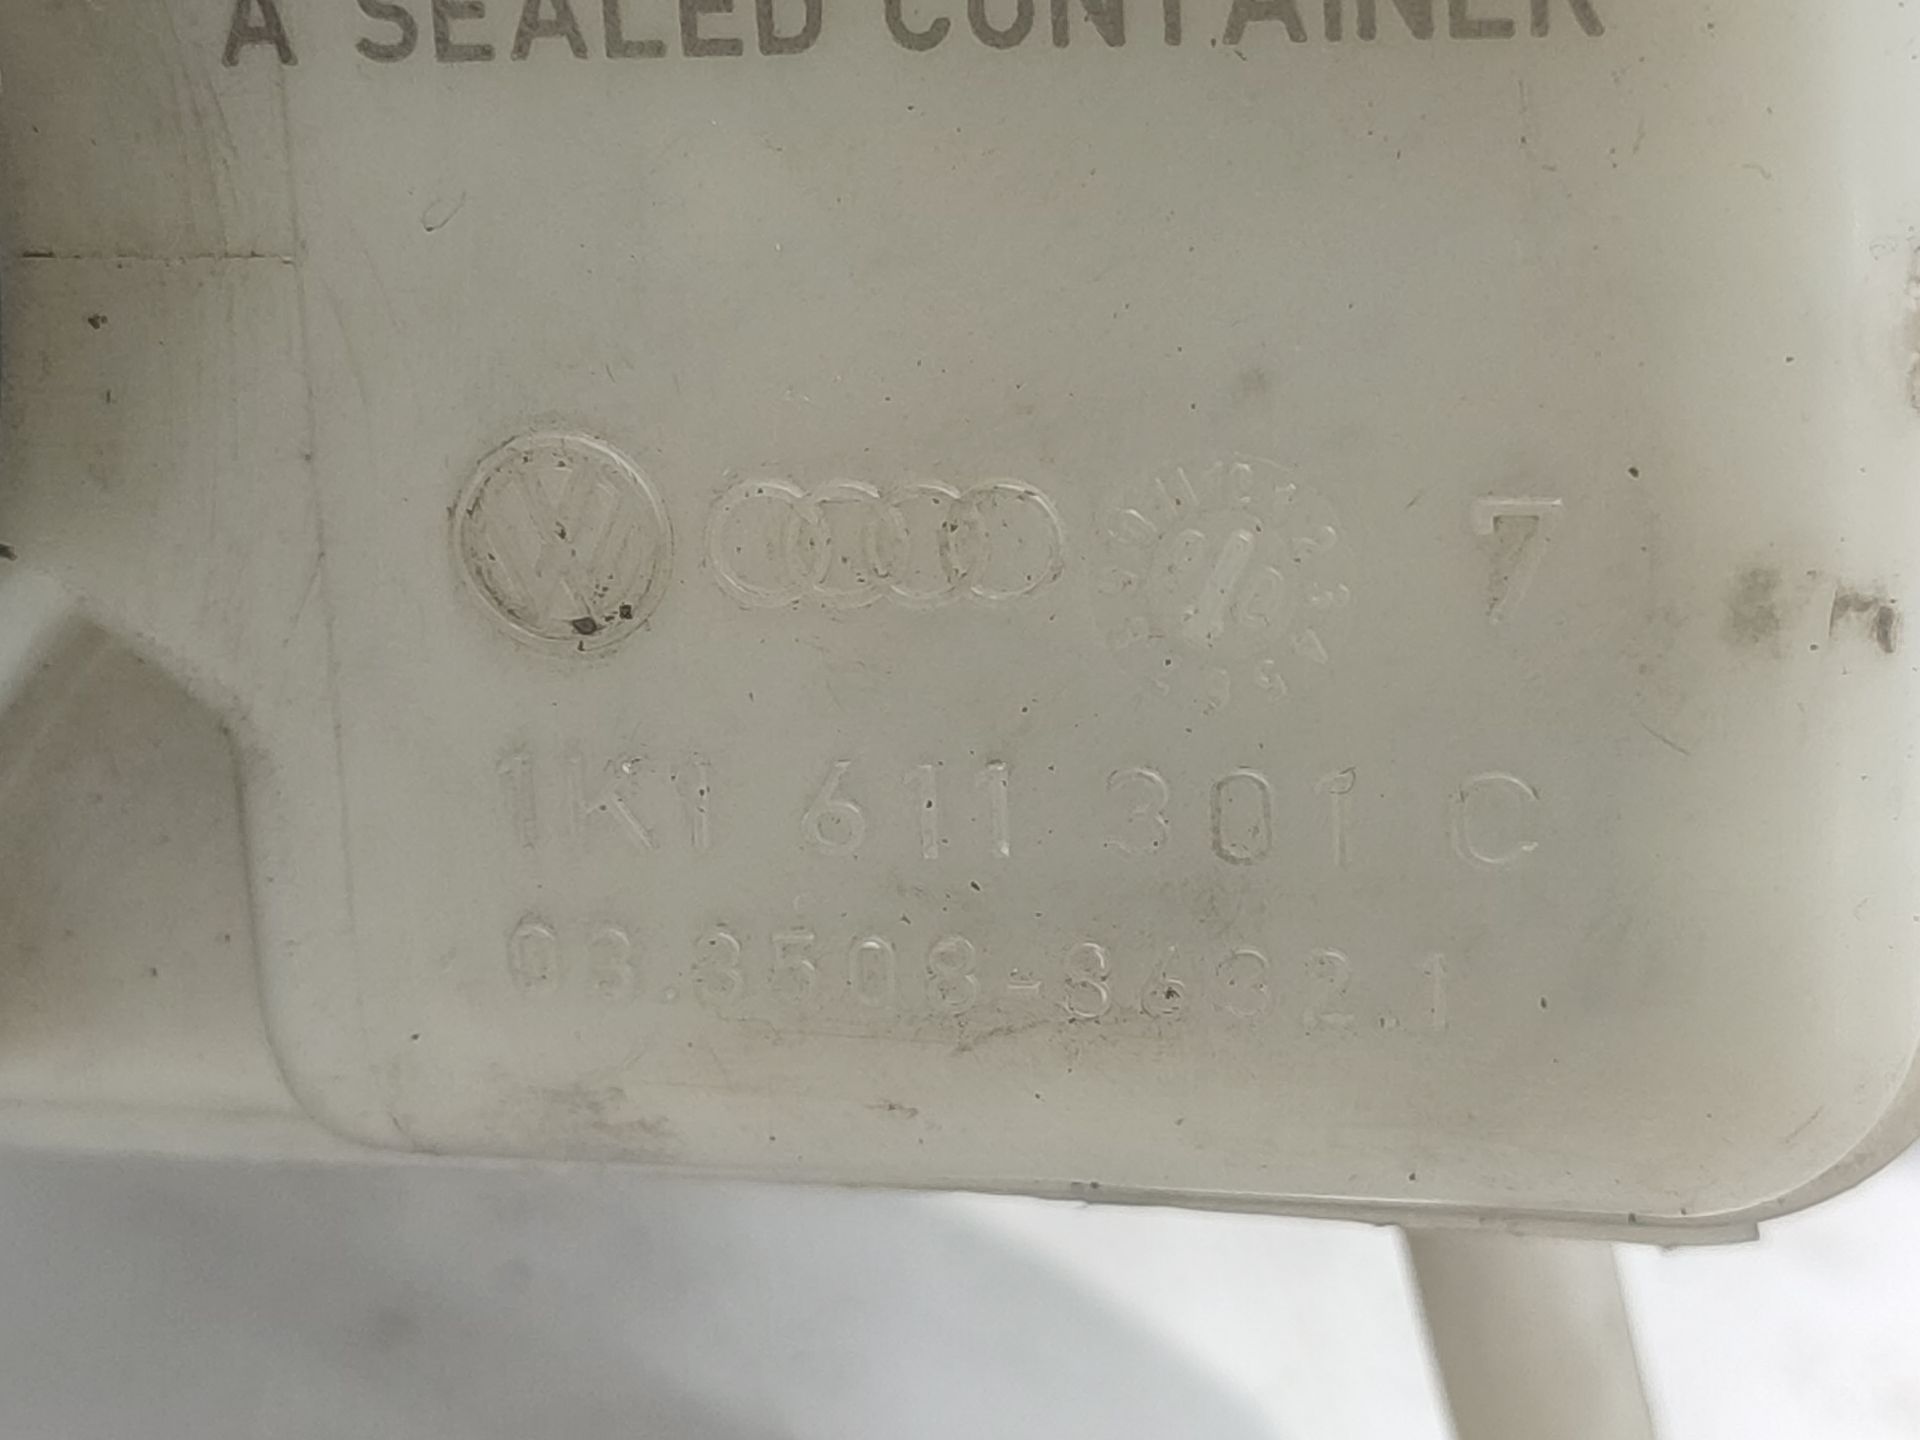 A SEALED CONTAINER
7
1K1 611 301 C
03.3508-8632.1